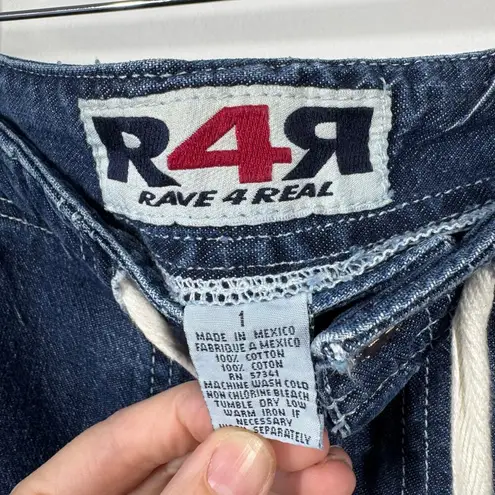 R4Я
RAVE 4 REAL
1
MADE IN MEXICO
FABRIQUE A MEXICO
100% COTTON
100% COTON
RN 57341
MACHINE WASH COLD
NON CHLORINE BLEACH
TUMBLE DRY LOW
WARM IRON IF
NECESSARY
SEPARATELY